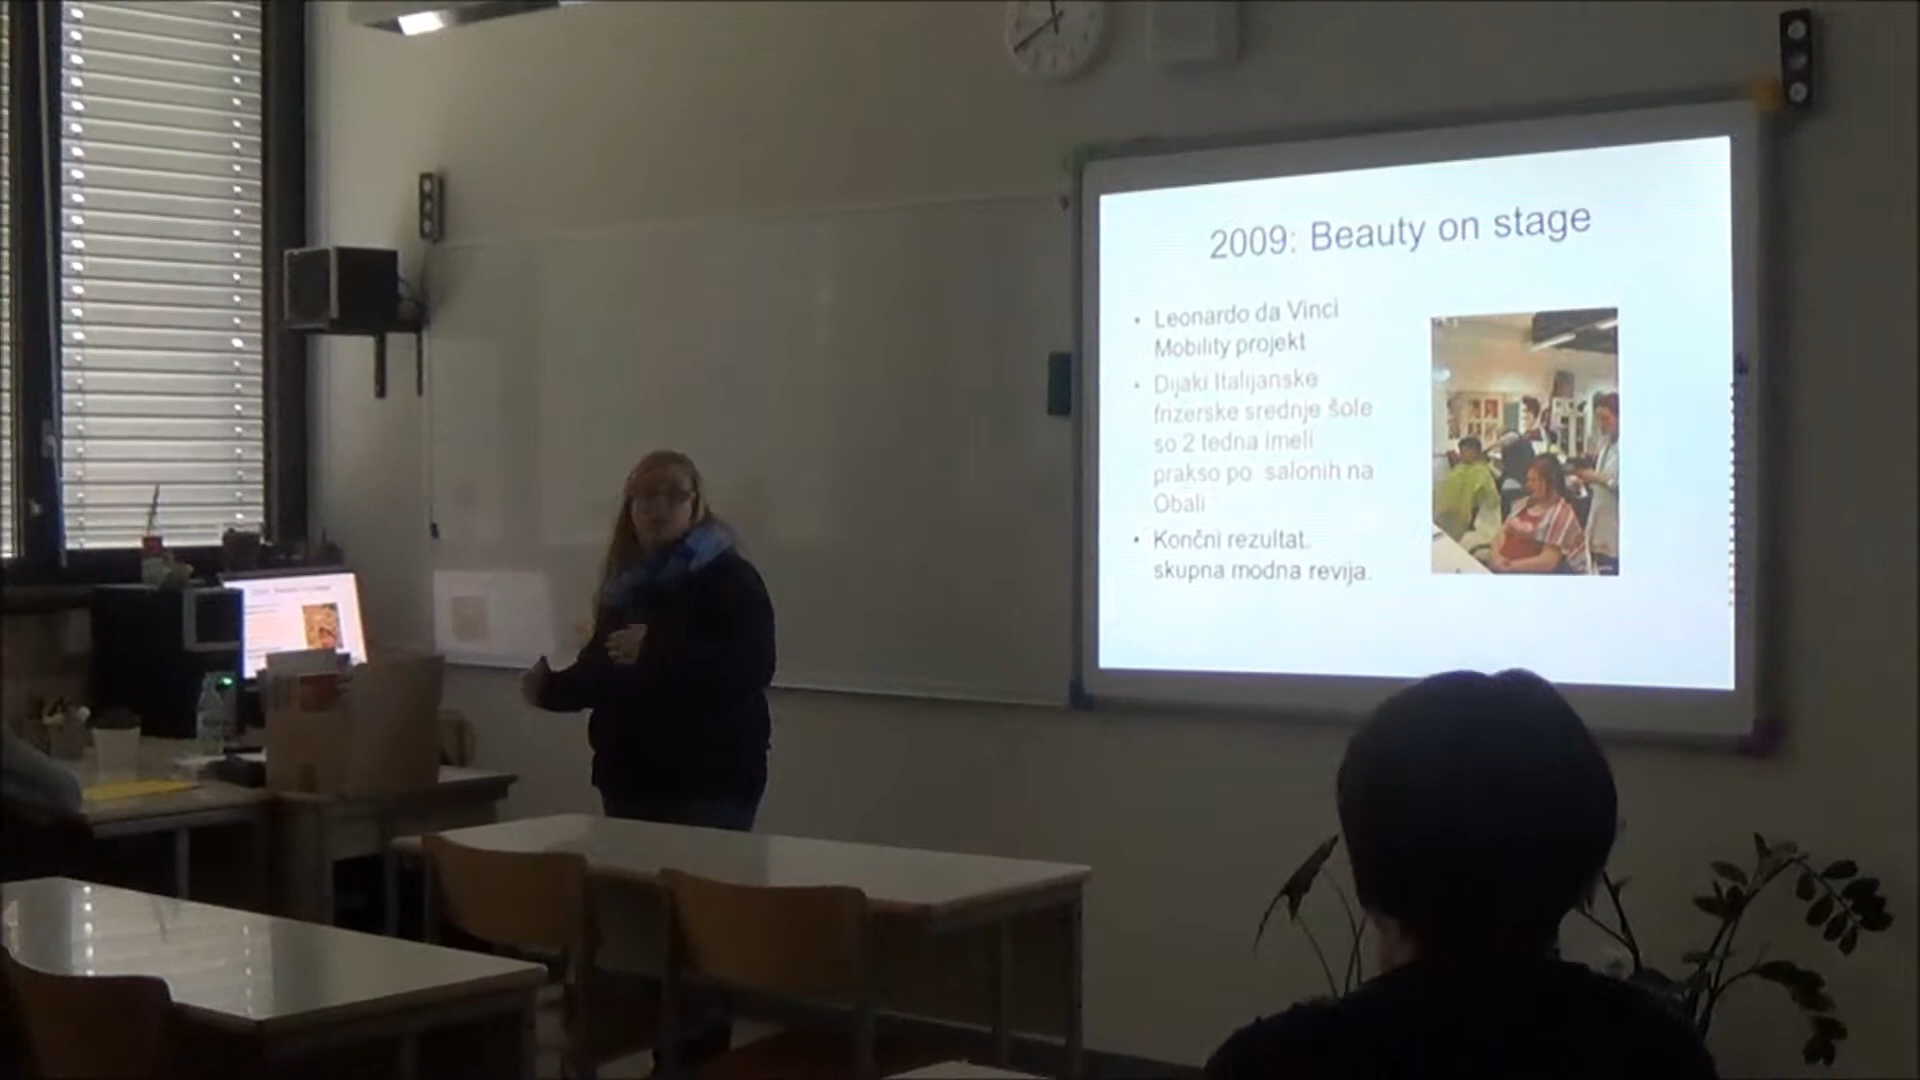 2009: Beauty on stage
• Leonardo da Vinci
Mobility projekt
• Dijaki Italijanske
frizerske srednje šole
so 2 tedna imeli
prakso po salonih na
Obali
• Končni rezultat:
skupna modna revija.